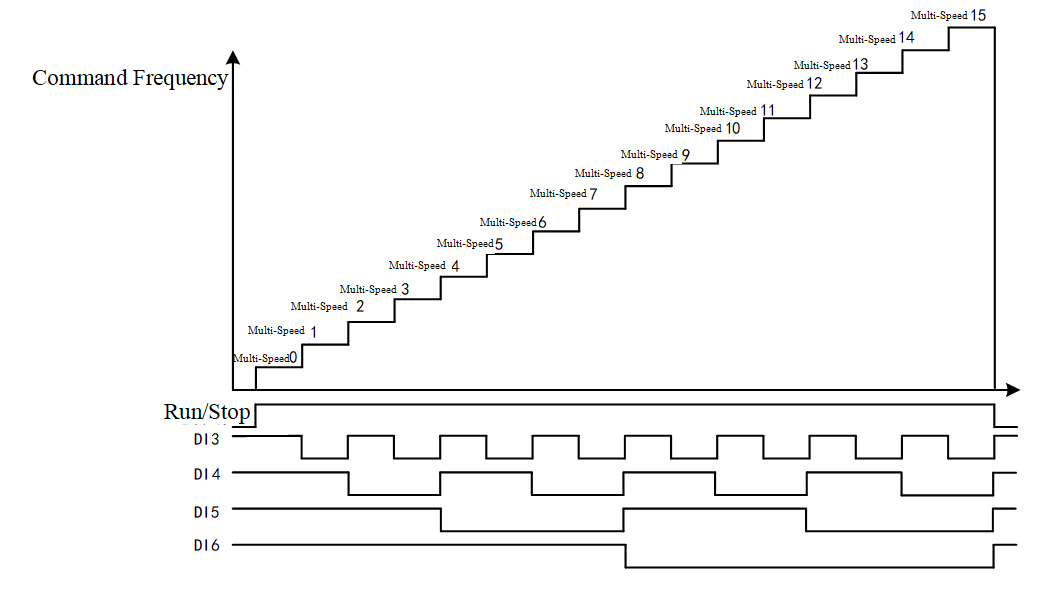 Multi-Speed 15
Multi-Speed 14
Multi-Speed 13
Command Frequency
Multi-Speed 12
Multi-Speed 11
Multi-Speed 10
Multi-Speed 9
Multi-Speed 8
Multi-Speed 7
Multi-Speed 6
Multi-Speed 5
Multi-Speed 4
Multi-Speed 3
Multi-Speed 2
Multi-Speed 1
Multi-Speed 0
Run/Stop
DI3
DI4
DI5
DI6